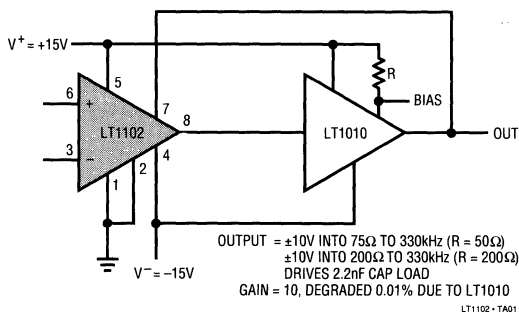 V+ = +15V
5
R
6
+
7
BIAS
LT1102
8
LT1010
OUT
3
−
4
1
2
V− = −15V
OUTPUT = ±10V INTO 75Ω TO 330kHz (R = 50Ω)
±10V INTO 200Ω TO 330kHz (R = 200Ω)
DRIVES 2.2nF CAP LOAD
GAIN = 10, DEGRADED 0.01% DUE TO LT1010
LT1102 • TA01